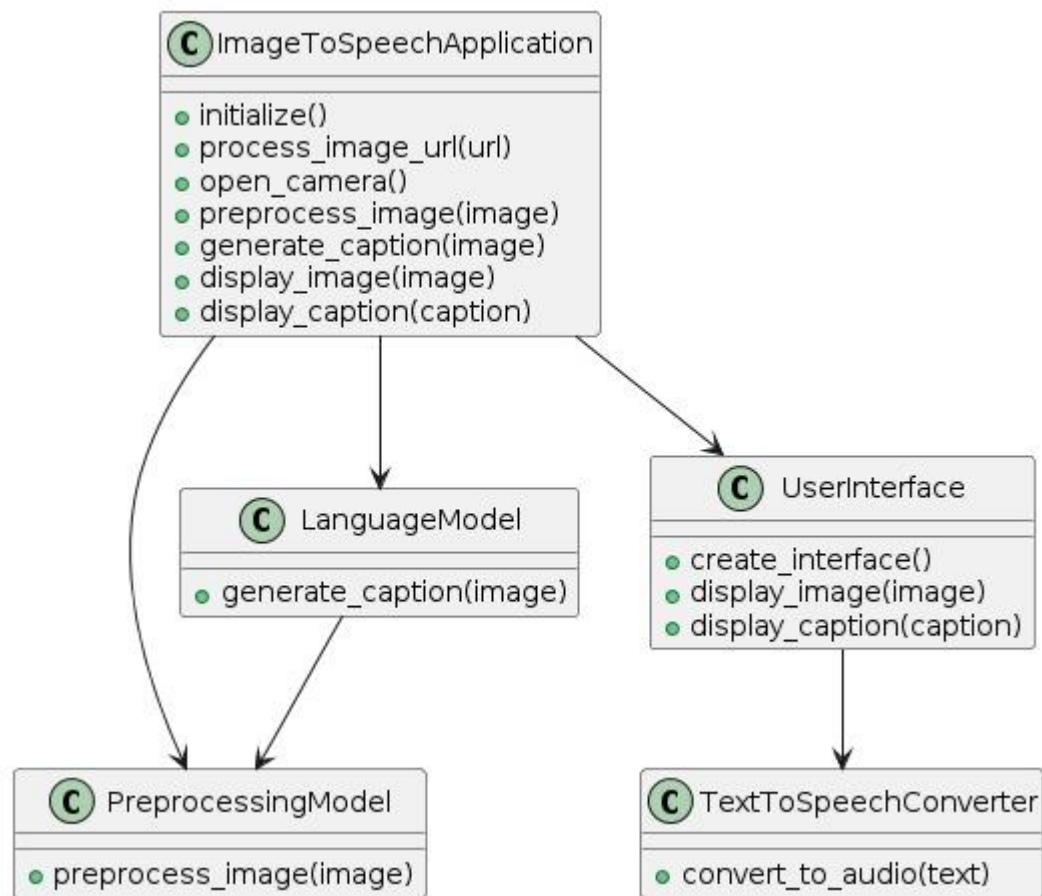 C ImageToSpeechApplication
initialize()
process_image_url(url)
open_camera()
preprocess_image(image)
generate_caption(image)
display_image(image)
display_caption(caption)
C LanguageModel
generate_caption(image)
C UserInterface
create_interface()
display_image(image)
display_caption(caption)
C PreprocessingModel
preprocess_image(image)
C TextToSpeechConverter
convert_to_audio(text)